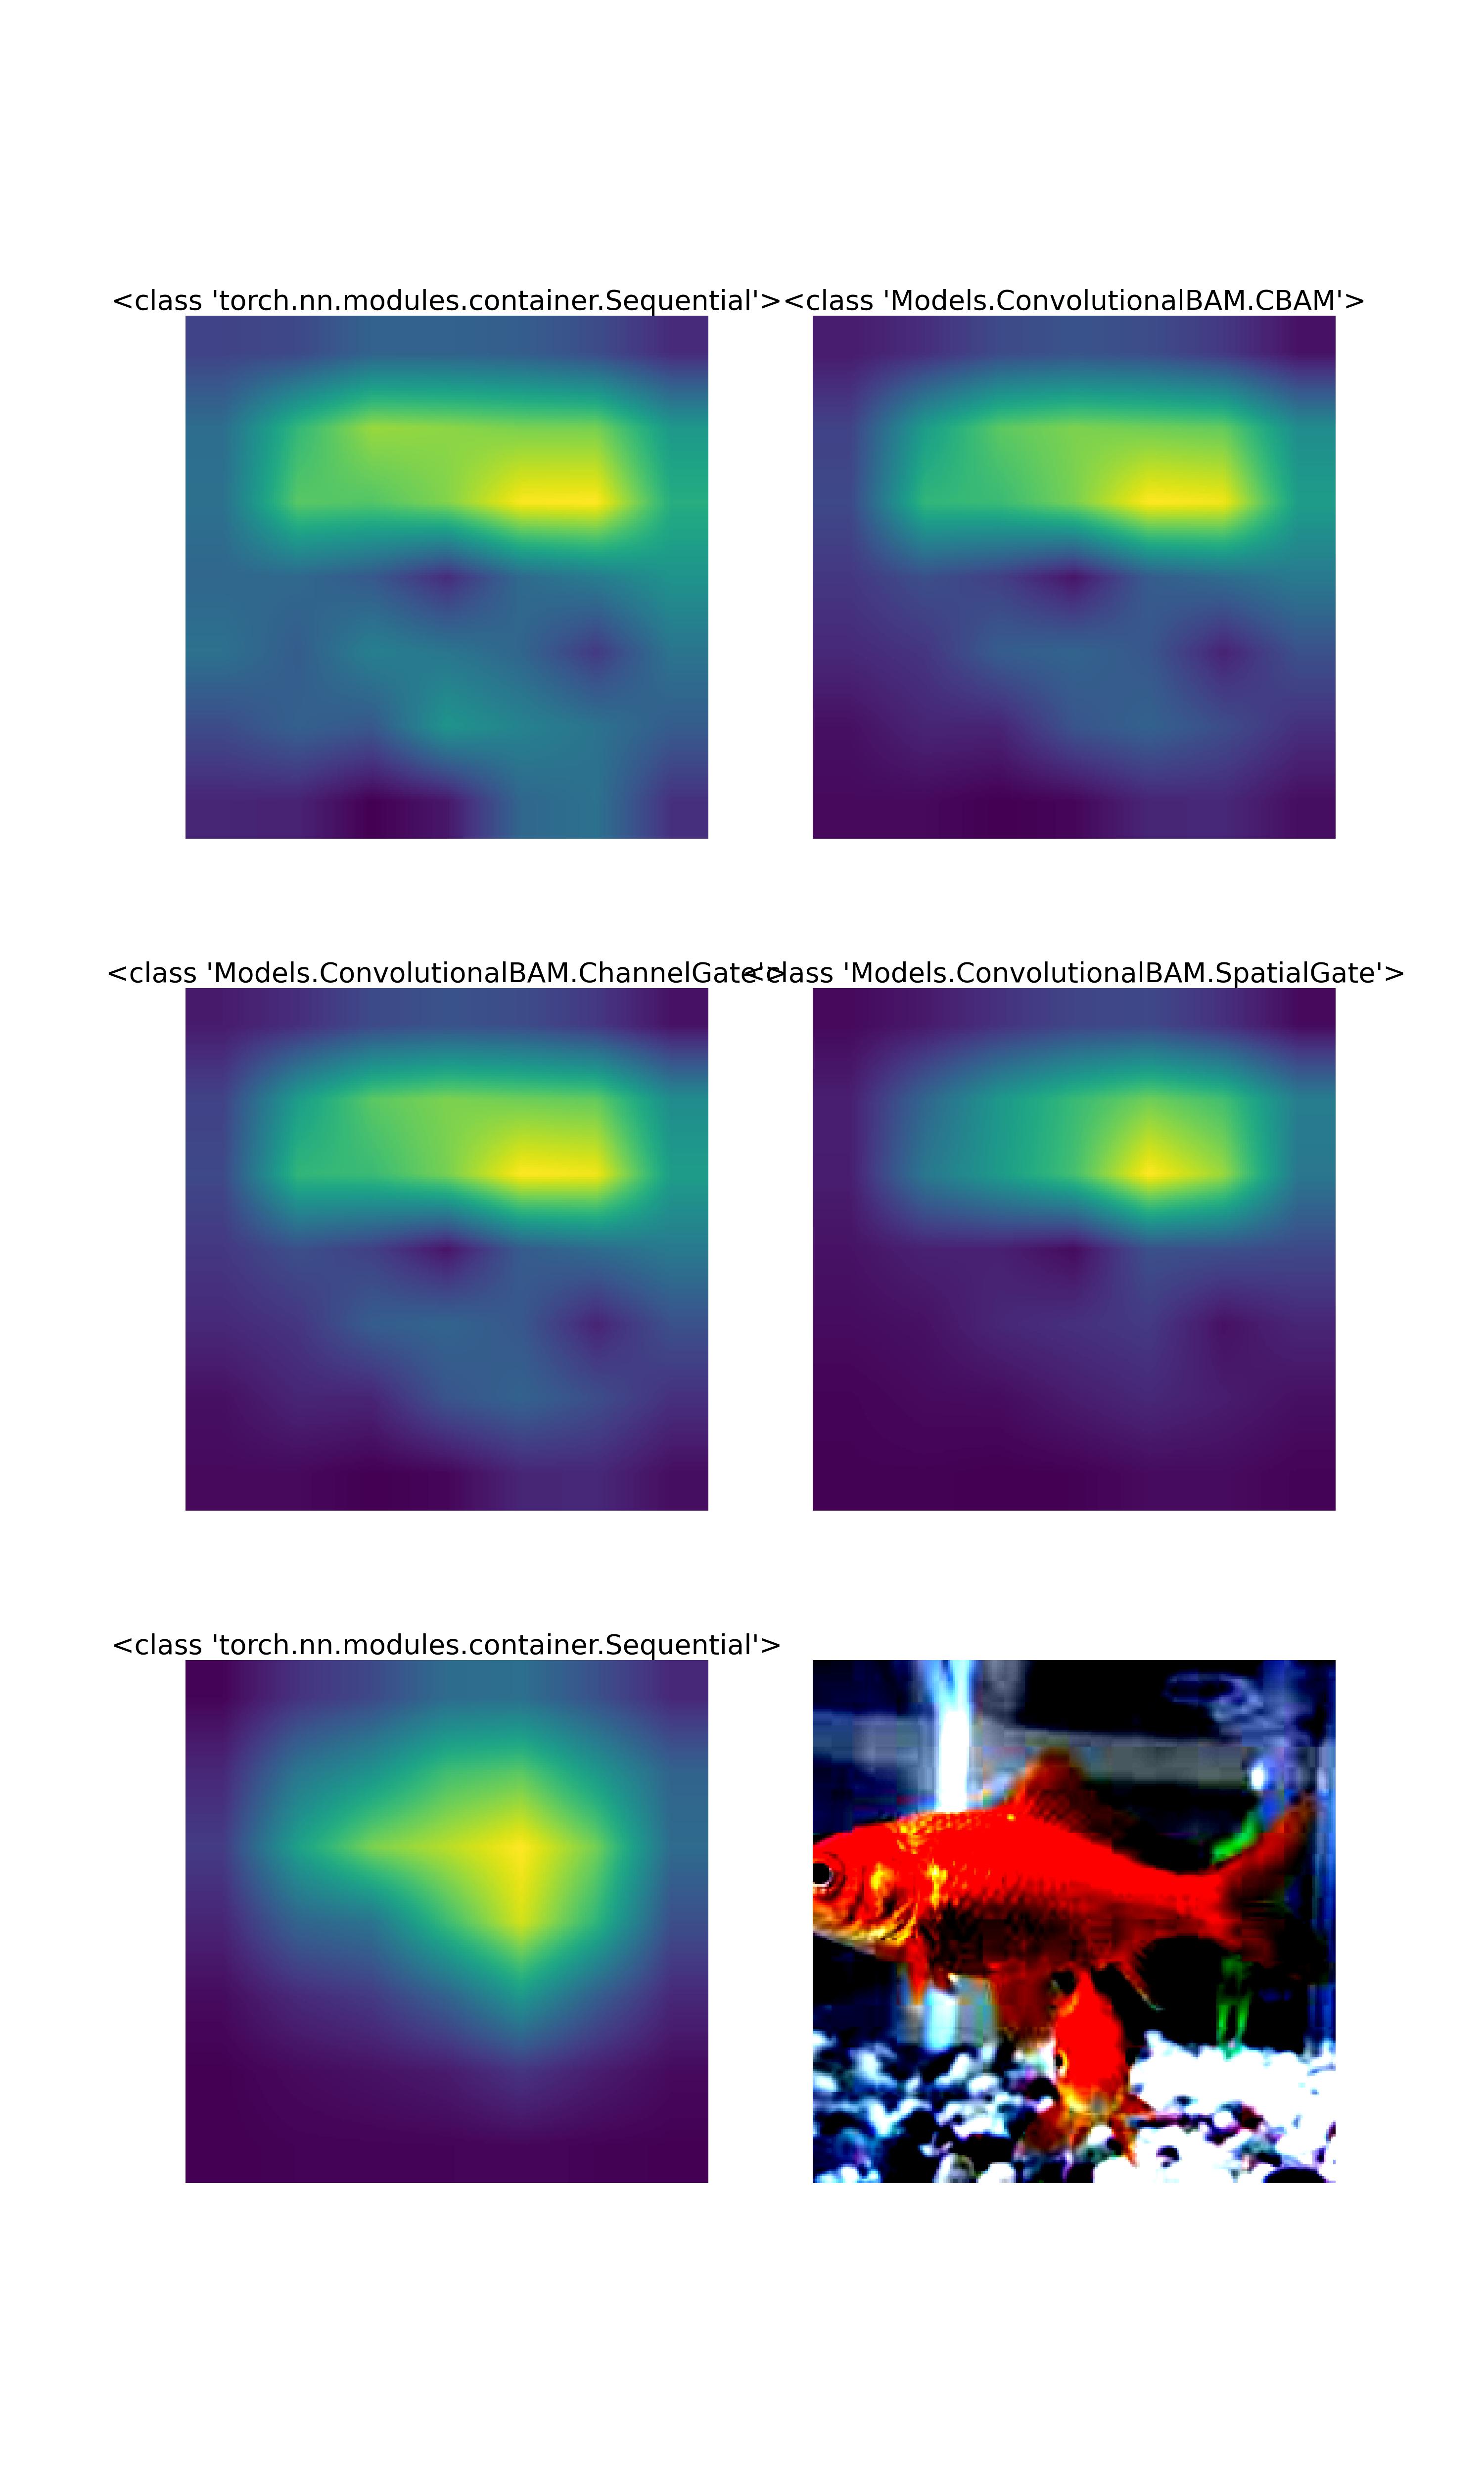 <class 'torch.nn.modules.container.Sequential'>
<class 'Models.ConvolutionalBAM.CBAM'>
<class 'Models.ConvolutionalBAM.ChannelGate'>
<class 'Models.ConvolutionalBAM.SpatialGate'>
<class 'torch.nn.modules.container.Sequential'>